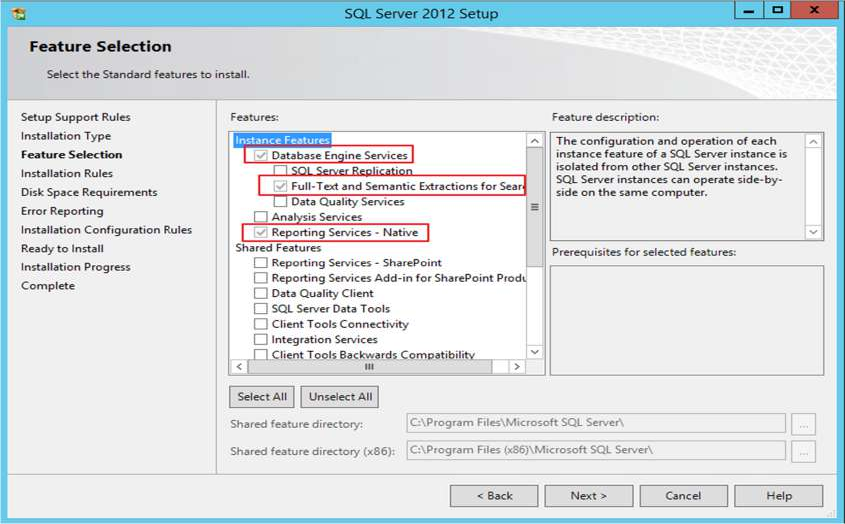 SQL Server 2012 Setup
Feature Selection
Select the Standard features to install.
Setup Support Rules
Installation Type
Feature Selection
Installation Rules
Disk Space Requirements
Error Reporting
Installation Configuration Rules
Ready to Install
Installation Progress
Complete
Features:
Instance Features
Database Engine Services
SQL Server Replication
Full-Text and Semantic Extractions for Sear
Data Quality Services
Analysis Services
Reporting Services - Native
Shared Features
Reporting Services - SharePoint
Reporting Services Add-in for SharePoint Produ
Data Quality Client
SQL Server Data Tools
Client Tools Connectivity
Integration Services
Client Tools Backwards Compatibility
Feature description:
The configuration and operation of each
instance feature of a SQL Server instance is
isolated from other SQL Server instances.
SQL Server instances can operate side-by-
side on the same computer.
Prerequisites for selected features:
Select All
Unselect All
Shared feature directory:
C:\Program Files\Microsoft SQL Server\
...
Shared feature directory (x86):
C:\Program Files (x86)\Microsoft SQL Server\
...
< Back
Next >
Cancel
Help